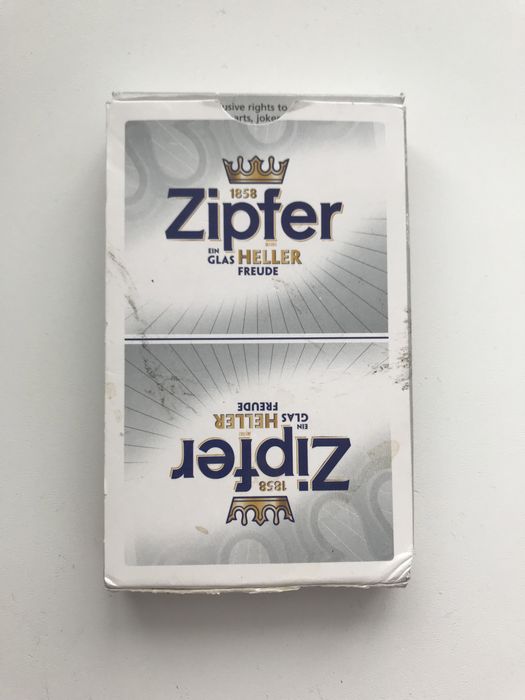 usive rights to
arts, joke
1858
Zipfer
EIN
GLAS HELLER
FREUDE
1858
Zipfer
EIN
GLAS HELLER
FREUDE